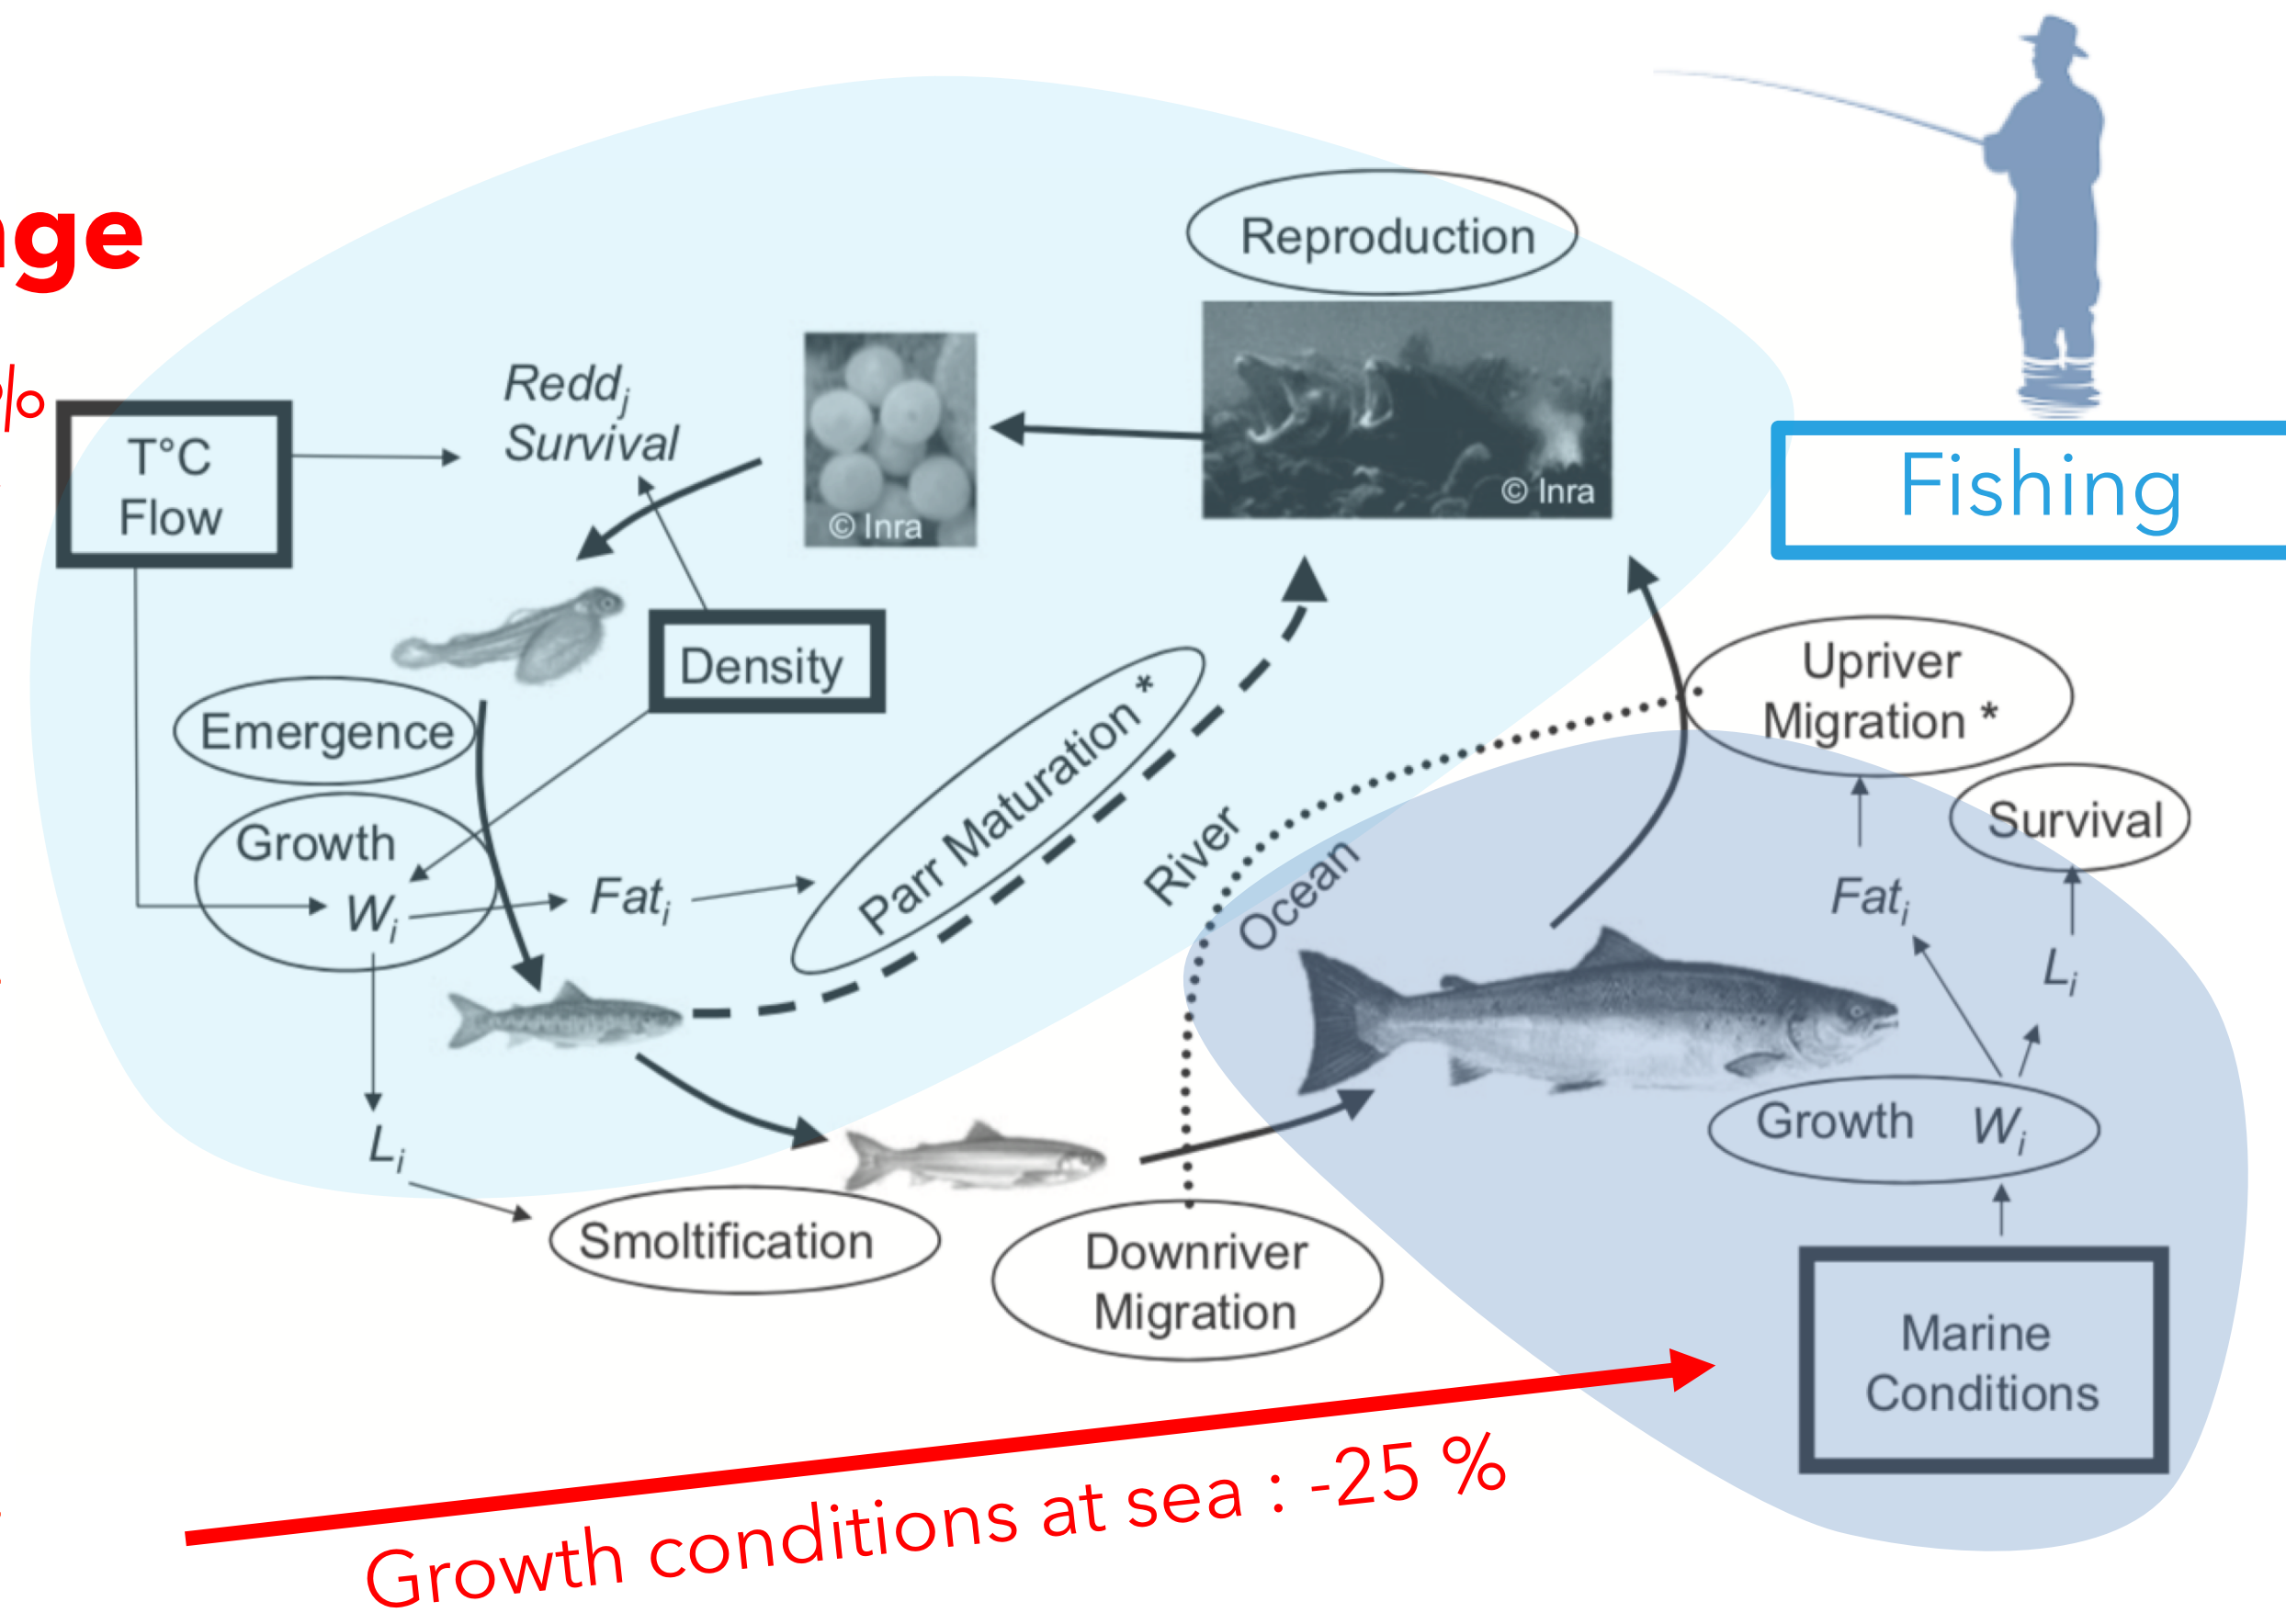 Reproduction
Redd j
Survival
T°C
Flow
© Inra
© Inra
Fishing
Density
Emergence
Growth
W i
Fat i
Parr Maturation *
River
Ocean
Upriver
Migration *
Survival
Fat i
L i
Growth W i
L i
Smoltification
Downriver
Migration
Marine
Conditions
Growth conditions at sea : -25 %